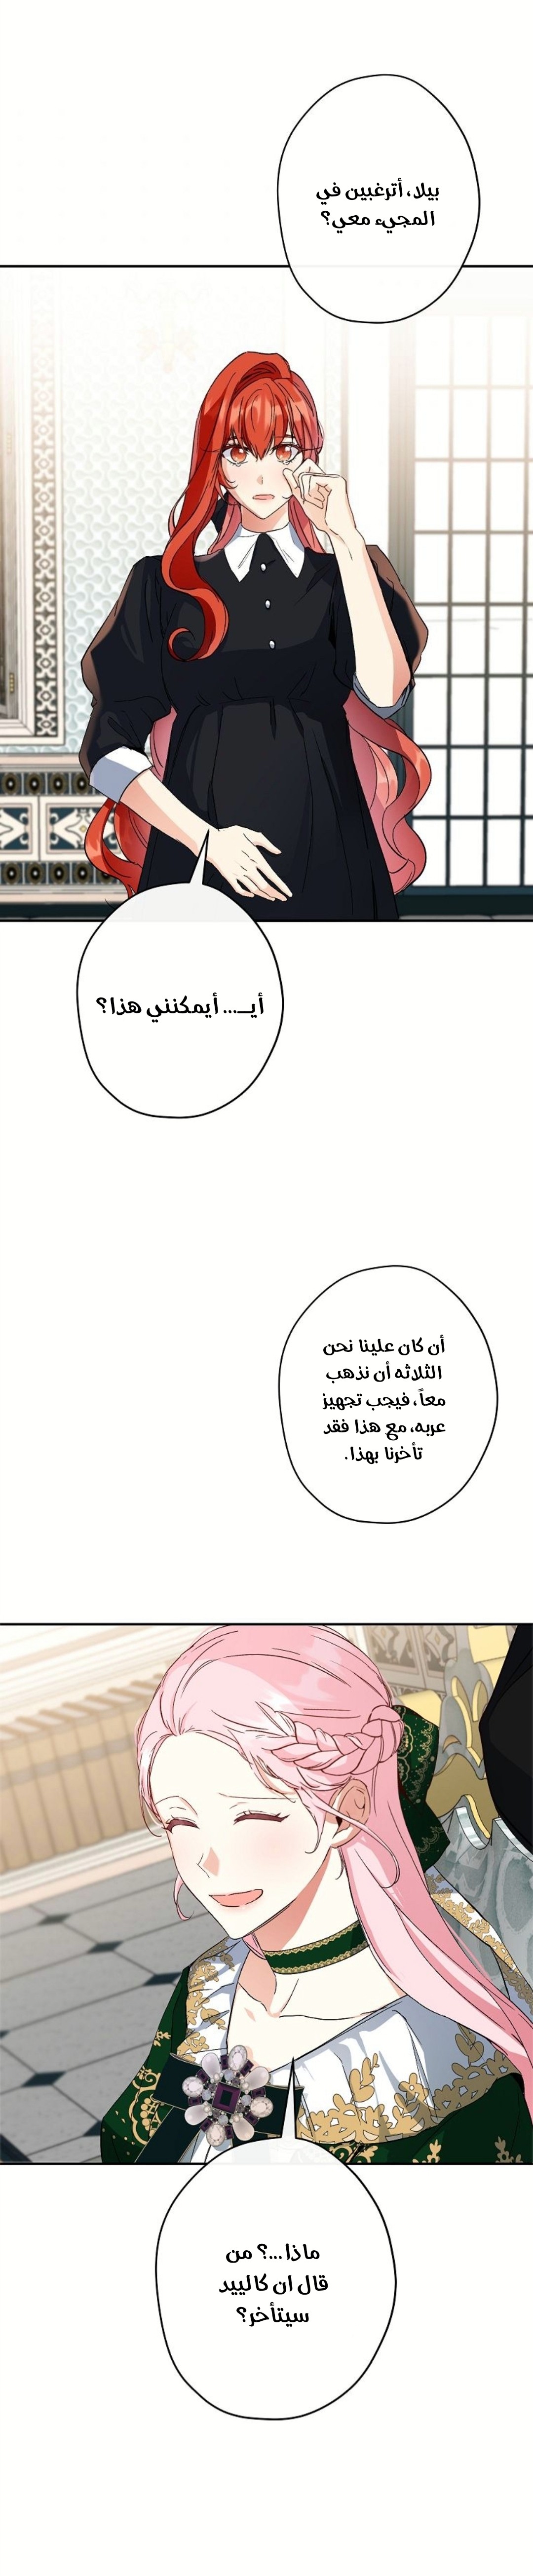 بيلا، أترغبين في
المجيء معي؟
أيـ... أيمكنني هذا؟
أن كان علينا نحن
الثلاثه أن نذهب
معاً، فيجب تجهيز
عربه، مع هذا فقد
تأخرنا بهذا.
ماذا...؟ من
قال ان كالييد
سيتأخر؟